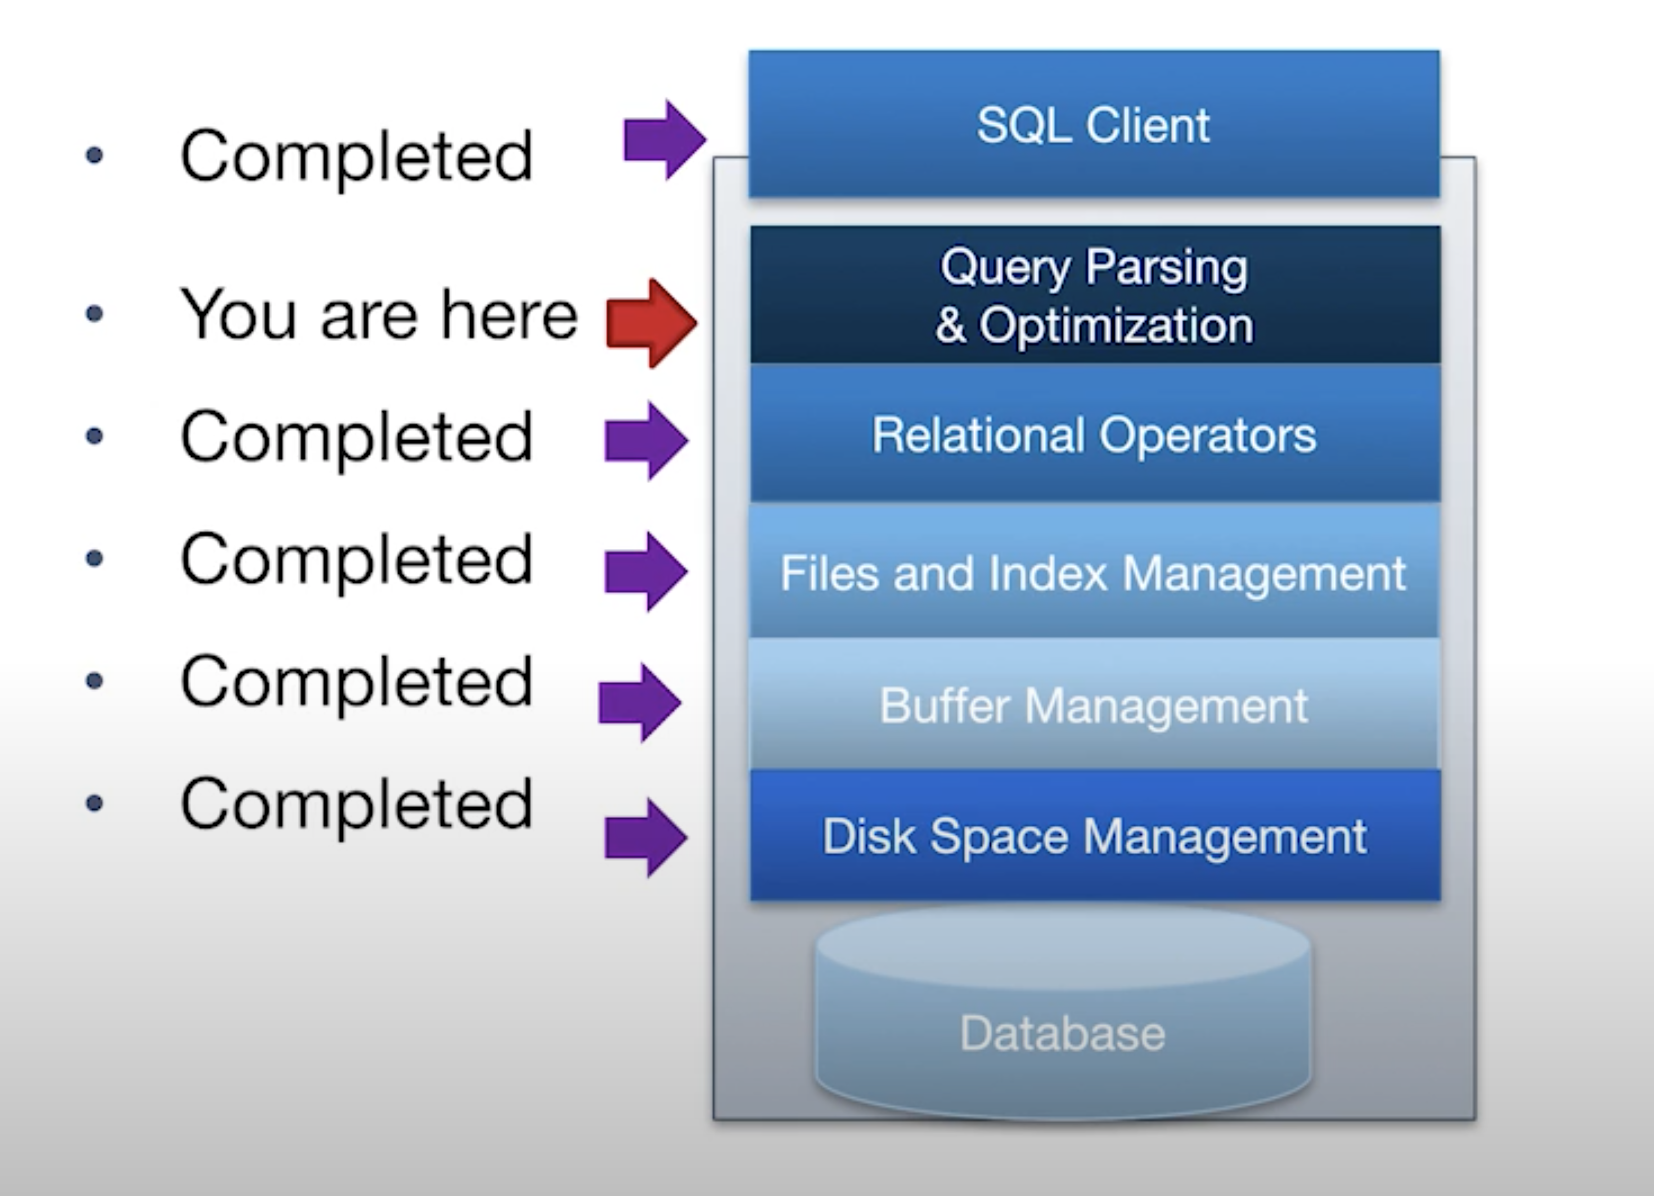 • Completed
SQL Client
• You are here
Query Parsing
& Optimization
• Completed
Relational Operators
• Completed
Files and Index Management
• Completed
Buffer Management
• Completed
Disk Space Management
Database